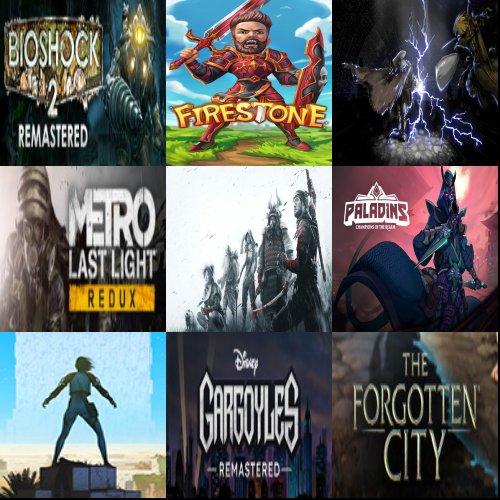 BIOSHOCK
2
REMASTERED
FIRESTONE
METRO
LAST LIGHT
REDUX
PALADINS
CHAMPIONS OF THE REALM
DISNEY
GARGOYLES
REMASTERED
THE
FORGOTTEN
CITY